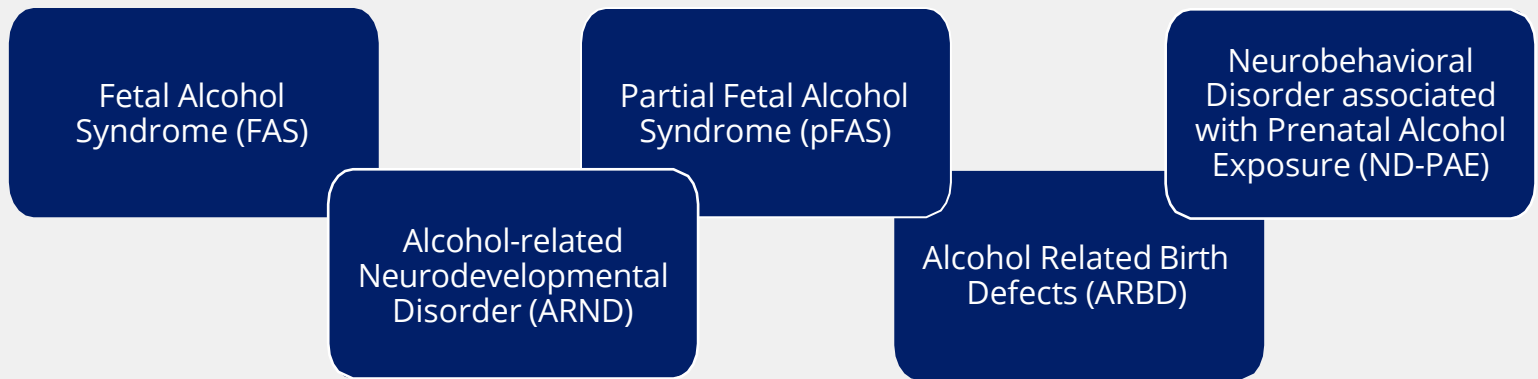 Fetal Alcohol
Syndrome (FAS)
Alcohol-related
Neurodevelopmental
Disorder (ARND)
Partial Fetal Alcohol
Syndrome (pFAS)
Alcohol Related Birth
Defects (ARBD)
Neurobehavioral
Disorder associated
with Prenatal Alcohol
Exposure (ND-PAE)